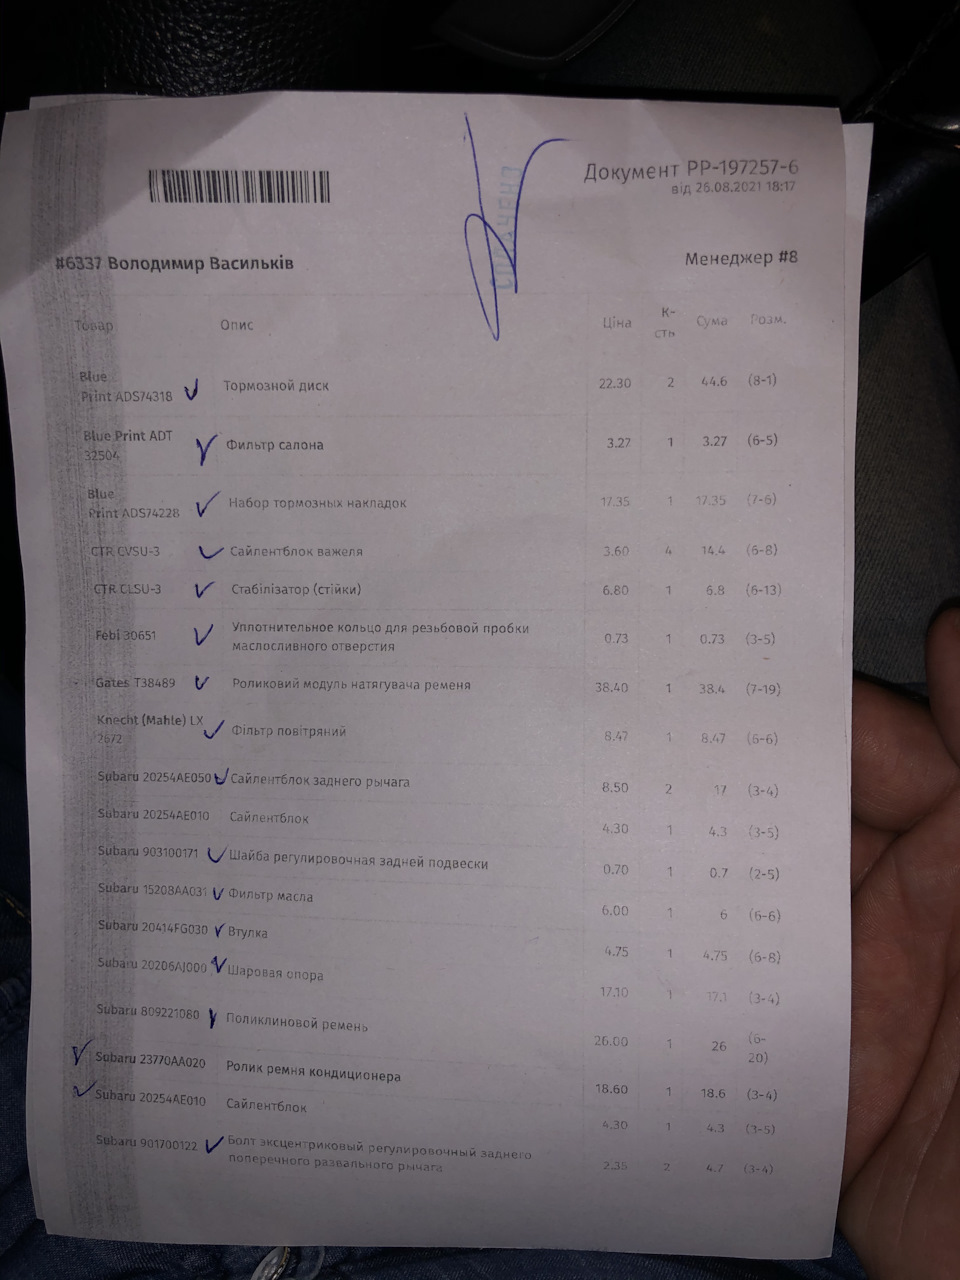 Документ PP-197257-6
від 26.08.2021 18:17
#6337 Володимир Васильків
Менеджер #8
Товар Опис Ціна К-сть Сума Розм.
Blue Print ADS74318 Тормозной диск 22.30 2 44.6 (8-1)
Blue Print ADT 32504 Фильтр салона 3.27 1 3.27 (6-5)
Blue Print ADS74228 Набор тормозных накладок 17.35 1 17.35 (7-6)
CTR CVSU-3 Сайлентблок важеля 3.60 4 14.4 (6-8)
CTR CLSU-3 Стабілізатор (стійки) 6.80 1 6.8 (6-13)
Febi 30651 Уплотнительное кольцо для резьбовой пробки маслосливного отверстия 0.73 1 0.73 (3-5)
Gates T38489 Роликовий модуль натягувача ременя 38.40 1 38.4 (7-19)
Knecht (Mahle) LX 2672 Фільтр повітряний 8.47 1 8.47 (6-6)
Subaru 20254AE050 Сайлентблок заднего рычага 8.50 2 17 (3-4)
Subaru 20254AE010 Сайлентблок 4.30 1 4.3 (3-5)
Subaru 903100171 Шайба регулировочная задней подвески 0.70 1 0.7 (2-5)
Subaru 15208AA031 Фильтр масла 6.00 1 6 (6-6)
Subaru 20414FG030 Втулка 4.75 1 4.75 (6-8)
Subaru 20206AJ000 Шаровая опора 17.10 1 17.1 (3-4)
Subaru 809221080 Поликлиновой ремень 26.00 1 26 (6-20)
Subaru 23770AA020 Ролик ремня кондиционера 18.60 1 18.6 (3-4)
Subaru 20254AE010 Сайлентблок 4.30 1 4.3 (3-5)
Subaru 901700122 Болт эксцентриковый регулировочный заднего поперечного развального рычага 2.35 2 4.7 (3-4)